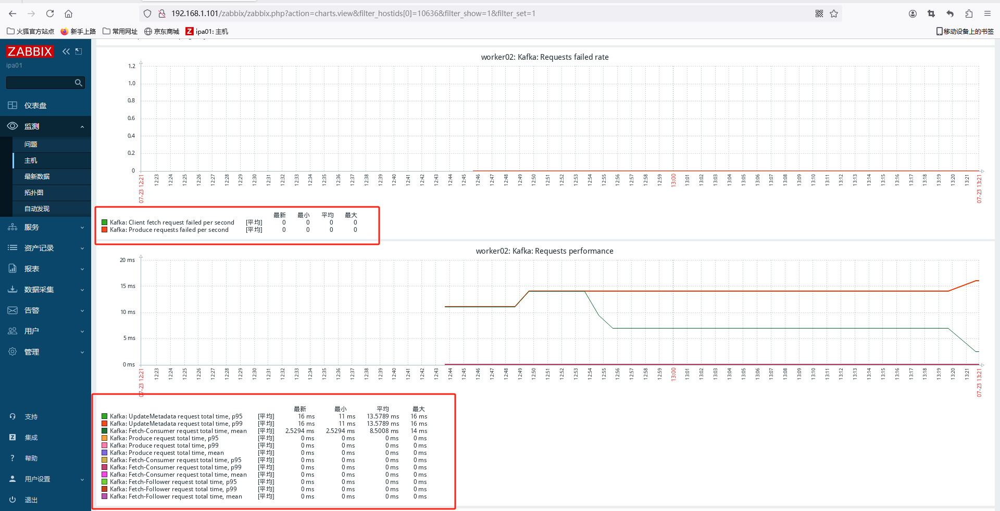 192.168.1.101/zabbix/zabbix.php?action=charts.view&filter_hostids[0]=10636&filter_show=1&filter_set=1
火狐官方站点 新手上路 常用网址 京东商城 Z ipa01: 主机 移动设备上的书签
ZABBIX
ipa01
仪表盘
监测
问题
主机
最新数据
拓扑图
自动发现
服务
资产记录
报表
数据采集
告警
用户
管理
支持
Z 集成
? 帮助
用户设置
退出
worker02: Kafka: Requests failed rate
1.2
1.0
0.8
0.6
0.4
0.2
0
07-23 12:21 12:23 12:24 12:25 12:26 12:27 12:28 12:29 12:30 12:31 12:32 12:33 12:34 12:35 12:36 12:37 12:38 12:39 12:40 12:41 12:42 12:43 12:44 12:45 12:46 12:47 12:48 12:49 12:50 12:51 12:52 12:53 12:54 12:55 12:56 12:57 12:58 12:59 13:00 13:01 13:02 13:03 13:04 13:05 13:06 13:07 13:08 13:09 13:10 13:11 13:12 13:13 13:14 13:15 13:16 13:17 13:18 13:19 13:20 13:21 07-23 13:21
最新 最小 平均 最大
Kafka: Client fetch request failed per second [平均] 0 0 0 0
Kafka: Produce requests failed per second [平均] 0 0 0 0
worker02: Kafka: Requests performance
20 ms
15 ms
10 ms
5 ms
0 ms
07-23 12:21 12:23 12:24 12:25 12:26 12:27 12:28 12:29 12:30 12:31 12:32 12:33 12:34 12:35 12:36 12:37 12:38 12:39 12:40 12:41 12:42 12:43 12:44 12:45 12:46 12:47 12:48 12:49 12:50 12:51 12:52 12:53 12:54 12:55 12:56 12:57 12:58 12:59 13:00 13:01 13:02 13:03 13:04 13:05 13:06 13:07 13:08 13:09 13:10 13:11 13:12 13:13 13:14 13:15 13:16 13:17 13:18 13:19 13:20 13:21 07-23 13:21
最新 最小 平均 最大
Kafka: UpdateMetadata request total time, p95 [平均] 16 ms 11 ms 13.5789 ms 16 ms
Kafka: UpdateMetadata request total time, p99 [平均] 16 ms 11 ms 13.5789 ms 16 ms
Kafka: Fetch-Consumer request total time, mean [平均] 2.5294 ms 2.5294 ms 8.5008 ms 14 ms
Kafka: Produce request total time, p95 [平均] 0 ms 0 ms 0 ms 0 ms
Kafka: Produce request total time, p99 [平均] 0 ms 0 ms 0 ms 0 ms
Kafka: Produce request total time, mean [平均] 0 ms 0 ms 0 ms 0 ms
Kafka: Fetch-Consumer request total time, p95 [平均] 0 ms 0 ms 0 ms 0 ms
Kafka: Fetch-Consumer request total time, p99 [平均] 0 ms 0 ms 0 ms 0 ms
Kafka: Fetch-Consumer request total time, mean [平均] 0 ms 0 ms 0 ms 0 ms
Kafka: Fetch-Follower request total time, p95 [平均] 0 ms 0 ms 0 ms 0 ms
Kafka: Fetch-Follower request total time, p99 [平均] 0 ms 0 ms 0 ms 0 ms
Kafka: Fetch-Follower request total time, mean [平均] 0 ms 0 ms 0 ms 0 ms